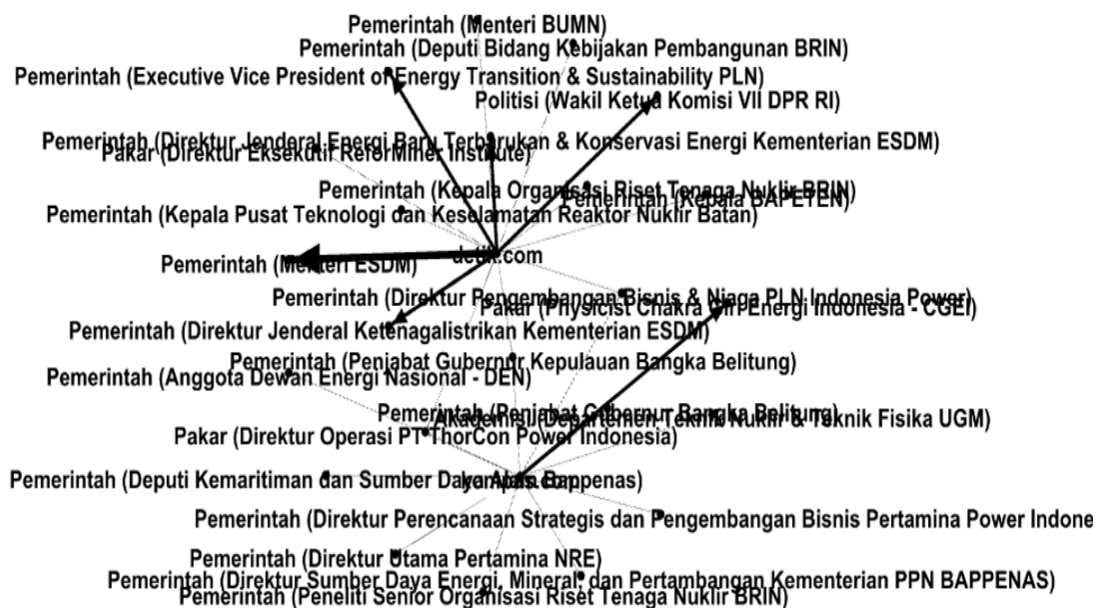 Pemerintah (Menteri BUMN)
Pemerintah (Deputi Bidang Kebijakan Pembangunan BRIN)
Pemerintah (Executive Vice President of Energy Transition & Sustainability PLN)
Politisi (Wakil Ketua Komisi VII DPR RI)
Pemerintah (Direktur Jenderal Energi Baru Terbarukan & Konservasi Energi Kementerian ESDM)
Pakar (Direktur Eksekutif ReforMiner Institute)
Pemerintah (Kepala Organisasi Riset Tenaga Nuklir BRIN)
Pemerintah (Kepala BAPETEN)
Pemerintah (Kepala Pusat Teknologi dan Keselamatan Reaktor Nuklir Batan)
detik.com
Pemerintah (Menteri ESDM)
Pemerintah (Direktur Pengembangan Bisnis & Niaga PLN Indonesia Power)
Pakar (Physicist Chakra Giri Energi Indonesia - CGEI)
Pemerintah (Direktur Jenderal Ketenagalistrikan Kementerian ESDM)
Pemerintah (Penjabat Gubernur Kepulauan Bangka Belitung)
Pemerintah (Anggota Dewan Energi Nasional - DEN)
Pemerintah (Penjabat Gubernur Bangka Belitung)
Akademisi (Departemen Teknik Nuklir & Teknik Fisika UGM)
Pakar (Direktur Operasi PT ThorCon Power Indonesia)
Pemerintah (Deputi Kemaritiman dan Sumber Daya Alam Bappenas)
kompas.com
Pemerintah (Direktur Perencanaan Strategis dan Pengembangan Bisnis Pertamina Power Indone
Pemerintah (Direktur Utama Pertamina NRE)
Pemerintah (Direktur Sumber Daya Energi, Mineral, dan Pertambangan Kementerian PPN BAPPENAS)
Pemerintah (Peneliti Senior Organisasi Riset Tenaga Nuklir BRIN)